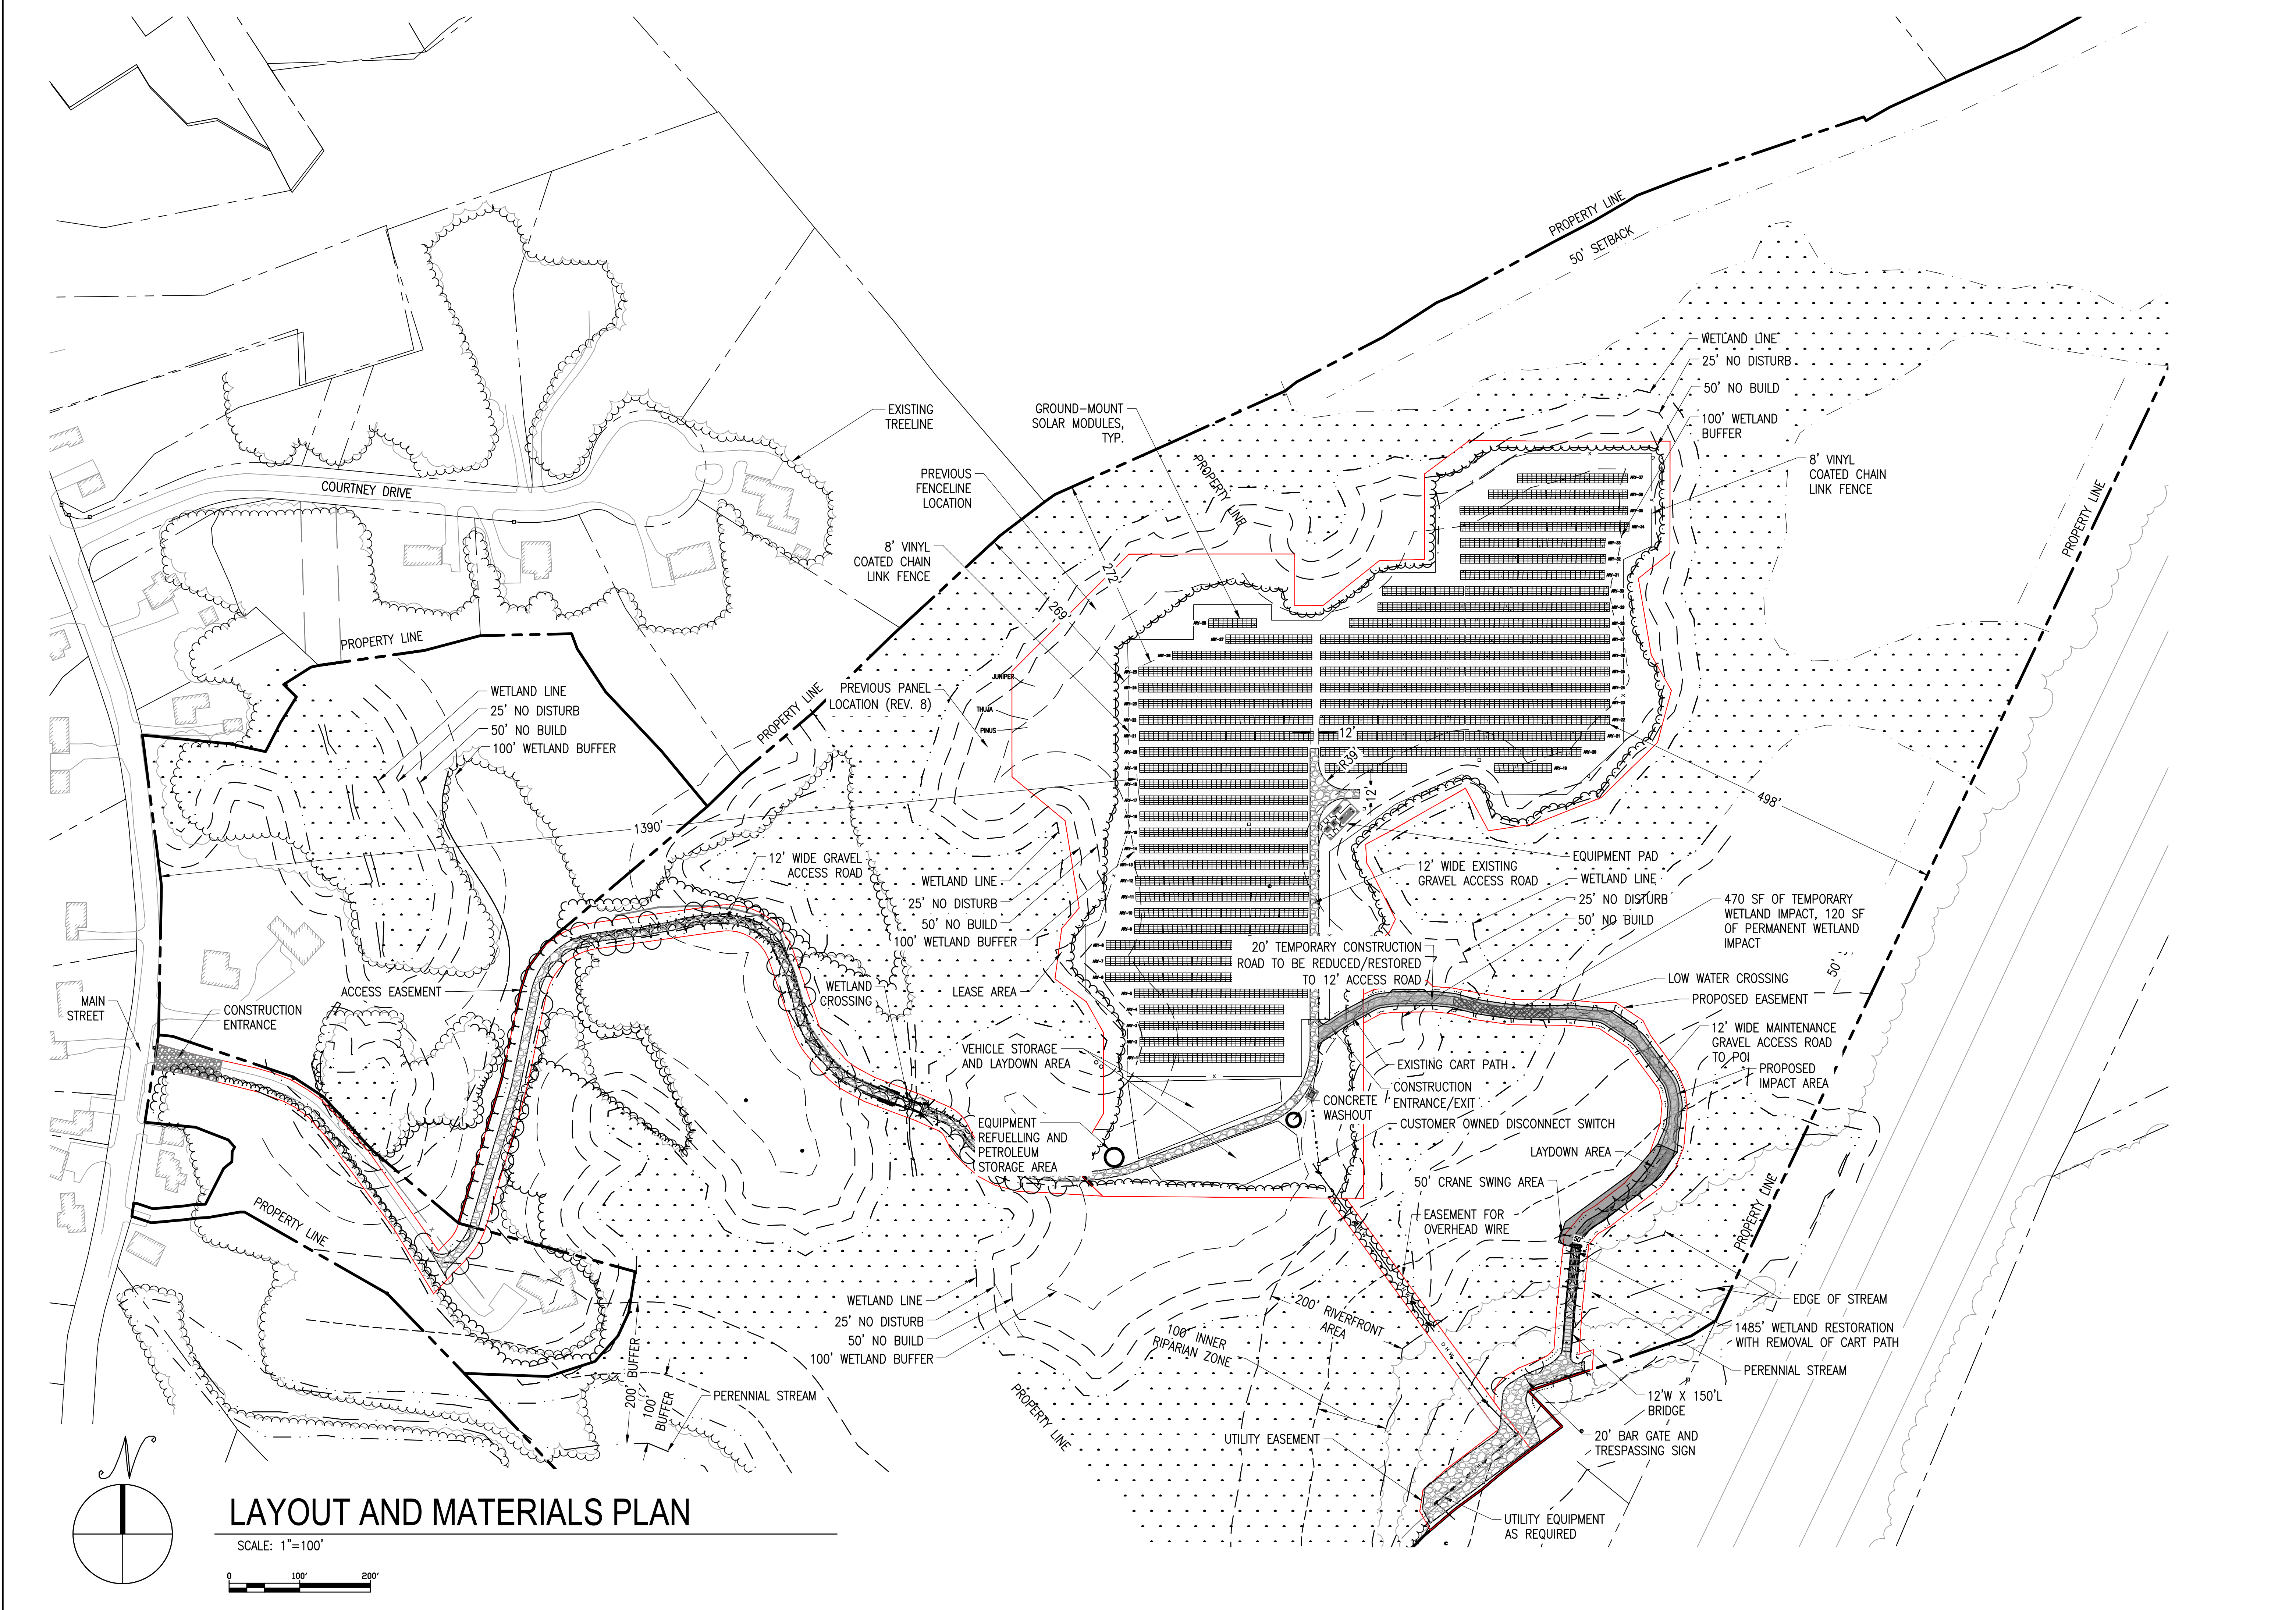 PROPERTY LINE
50' SETBACK
WETLAND LINE
25' NO DISTURB
50' NO BUILD
100' WETLAND
BUFFER
8' VINYL
COATED CHAIN
LINK FENCE
PROPERTY LINE
EXISTING
TREELINE
GROUND-MOUNT
SOLAR MODULES,
TYP.
PREVIOUS
FENCELINE
LOCATION
PROPERTY LINE
8' VINYL
COATED CHAIN
LINK FENCE
272'
269'
COURTNEY DRIVE
PROPERTY LINE
WETLAND LINE
25' NO DISTURB
50' NO BUILD
100' WETLAND BUFFER
PROPERTY LINE
PREVIOUS PANEL
LOCATION (REV. 8)
JUNIPER
THUJA
PINUS
12'
R39'
12'
498'
1390'
12' WIDE GRAVEL
ACCESS ROAD
WETLAND LINE
25' NO DISTURB
50' NO BUILD
100' WETLAND BUFFER
EQUIPMENT PAD
12' WIDE EXISTING
GRAVEL ACCESS ROAD
WETLAND LINE
25' NO DISTURB
50' NO BUILD
470 SF OF TEMPORARY
WETLAND IMPACT, 120 SF
OF PERMANENT WETLAND
IMPACT
50'
20' TEMPORARY CONSTRUCTION
ROAD TO BE REDUCED/RESTORED
TO 12' ACCESS ROAD
LOW WATER CROSSING
PROPOSED EASEMENT
12' WIDE MAINTENANCE
GRAVEL ACCESS ROAD
TO POI
PROPOSED
IMPACT AREA
ACCESS EASEMENT
WETLAND
CROSSING
LEASE AREA
MAIN
STREET
CONSTRUCTION
ENTRANCE
VEHICLE STORAGE
AND LAYDOWN AREA
EXISTING CART PATH
CONSTRUCTION
ENTRANCE/EXIT
CONCRETE
WASHOUT
CUSTOMER OWNED DISCONNECT SWITCH
EQUIPMENT
REFUELLING AND
PETROLEUM
STORAGE AREA
LAYDOWN AREA
50' CRANE SWING AREA
EASEMENT FOR
OVERHEAD WIRE
PROPERTY LINE
PROPERTY LINE
WETLAND LINE
25' NO DISTURB
50' NO BUILD
100' WETLAND BUFFER
200' RIVERFRONT
AREA
100' INNER
RIPARIAN ZONE
EDGE OF STREAM
1485' WETLAND RESTORATION
WITH REMOVAL OF CART PATH
PERENNIAL STREAM
12'W X 150'L
BRIDGE
20' BAR GATE AND
TRESPASSING SIGN
200' BUFFER
100'
BUFFER
PERENNIAL STREAM
PROPERTY LINE
UTILITY EASEMENT
UTILITY EQUIPMENT
AS REQUIRED
N
LAYOUT AND MATERIALS PLAN
SCALE: 1"=100'
0 100' 200'